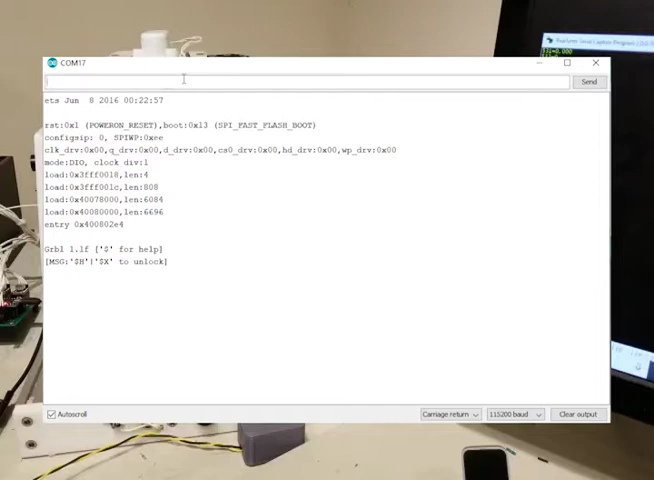 COM17
Send
ets Jun  8 2016 00:22:57
rst:0x1 (POWERON_RESET),boot:0x13 (SPI_FAST_FLASH_BOOT)
configsip: 0, SPIWP:0xee
clk_drv:0x00,q_drv:0x00,d_drv:0x00,cs0_drv:0x00,hd_drv:0x00,wp_drv:0x00
mode:DIO, clock div:1
load:0x3fff0018,len:4
load:0x3fff001c,len:808
load:0x40078000,len:6084
load:0x40080000,len:6696
entry 0x400802e4
Grbl 1.1f ['$' for help]
[MSG:'$H'|'$X' to unlock]
Autoscroll
Carriage return
115200 baud
Clear output